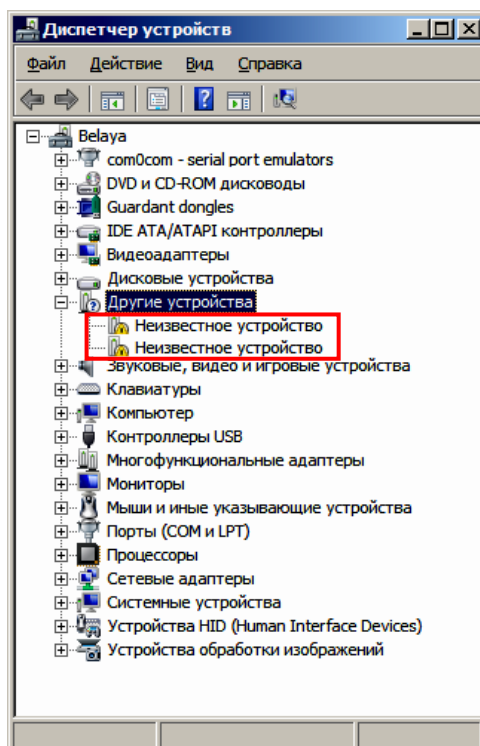 Диспетчер устройств
Файл Действие Вид Справка
Belaya
com0com - serial port emulators
DVD и CD-ROM дисководы
Guardant dongles
IDE ATA/ATAPI контроллеры
Видеоадаптеры
Дисковые устройства
Другие устройства
Неизвестное устройство
Неизвестное устройство
Звуковые, видео и игровые устройства
Клавиатуры
Компьютер
Контроллеры USB
Многофункциональные адаптеры
Мониторы
Мыши и иные указывающие устройства
Порты (COM и LPT)
Процессоры
Сетевые адаптеры
Системные устройства
Устройства HID (Human Interface Devices)
Устройства обработки изображений